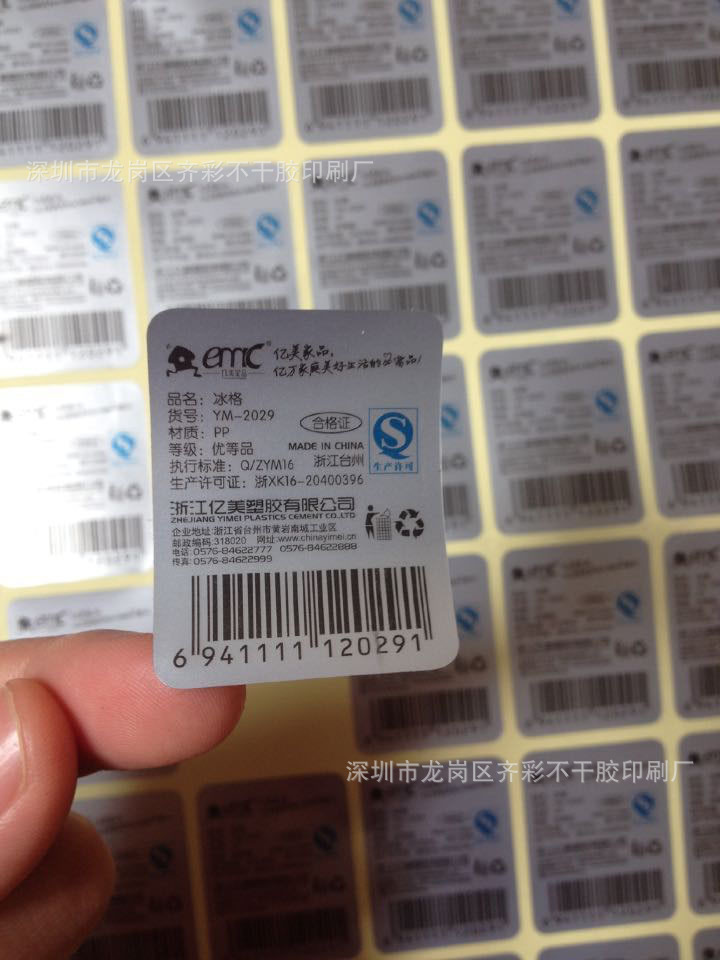 深圳市龙岗区齐彩不干胶印刷厂
emc® 亿美家品,
亿美家品 亿万家庭美好生活的必需品!
品名: 冰格
货号: YM-2029
材质: PP 合格证
等级: 优等品 MADE IN CHINA
执行标准: Q/ZYM16 浙江台州 生产许可
生产许可证: 浙XK16-20400396
浙江亿美塑胶有限公司
ZHEJIANG YIMEI PLASTICS CEMENT CO.,LTD
企业地址:浙江省台州市黄岩南城工业区
邮政编码:318020 网址:www.chinayimei.cn
电话:0576-84622777 0576-84622888
传真:0576-84622999
6 941111 120291
深圳市龙岗区齐彩不干胶印刷厂